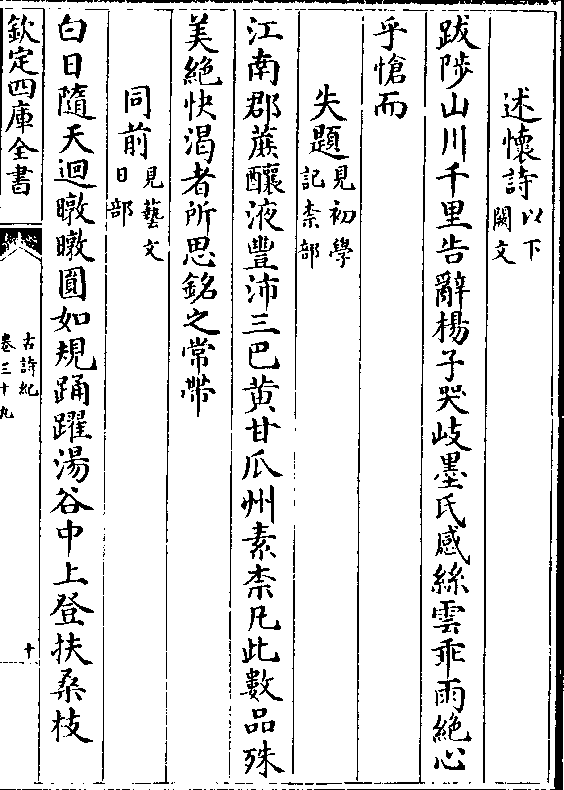 述懷詩以下闕文
跋陟山川千里告辭楊子哭岐墨氏感絲雲乖雨絶心
乎愴而
失題見初學記柰部
江南郡蔗釀液豐沛三巴黄甘瓜州素柰凡此數品殊
美絶快渴者所思銘之常帶
同前見藝文日部
白日隨天迴暾暾圓如規踊躍湯谷中上登扶桑枝
欽定四庫全書
古詩紀
卷三十九
十